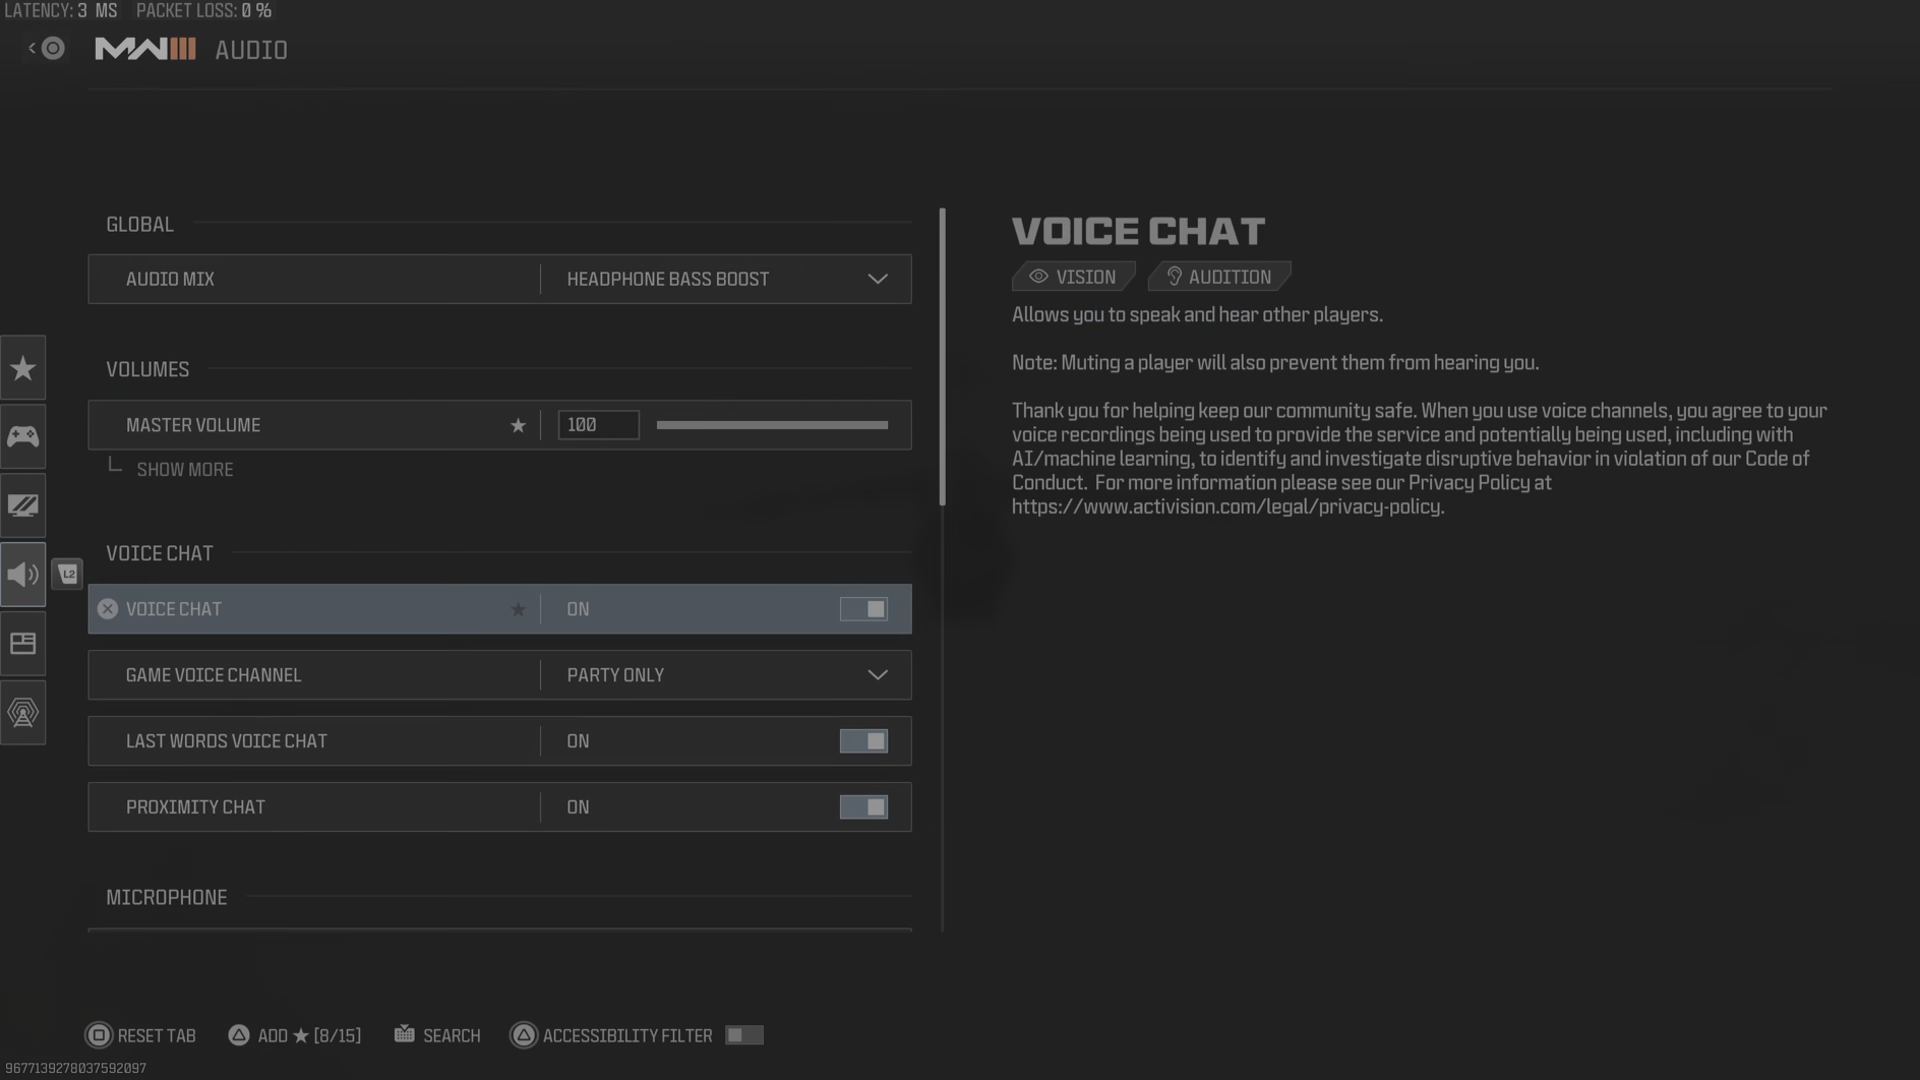 LATENCY: 3 MS PACKET LOSS: 0 %
MWIII AUDIO
GLOBAL
AUDIO MIX HEADPHONE BASS BOOST
VOLUMES
MASTER VOLUME 100
SHOW MORE
VOICE CHAT
L2
VOICE CHAT ON
GAME VOICE CHANNEL PARTY ONLY
LAST WORDS VOICE CHAT ON
PROXIMITY CHAT ON
MICROPHONE
VOICE CHAT
VISION AUDITION
Allows you to speak and hear other players.
Note: Muting a player will also prevent them from hearing you.
Thank you for helping keep our community safe. When you use voice channels, you agree to your
voice recordings being used to provide the service and potentially being used, including with
AI/machine learning, to identify and investigate disruptive behavior in violation of our Code of
Conduct. For more information please see our Privacy Policy at
https://www.activision.com/legal/privacy-policy.
RESET TAB ADD ★ [8/15] SEARCH ACCESSIBILITY FILTER
9677139278037592097